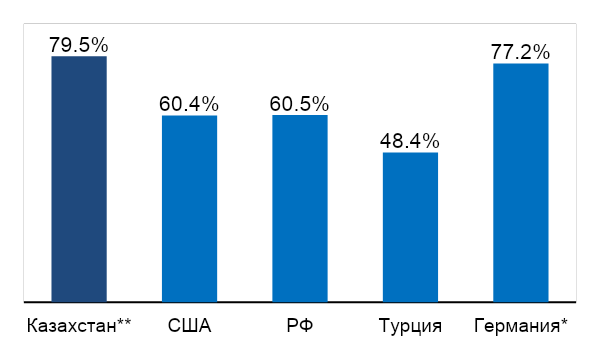 79.5%
60.4%
60.5%
48.4%
77.2%
Казахстан**
США
РФ
Турция
Германия*